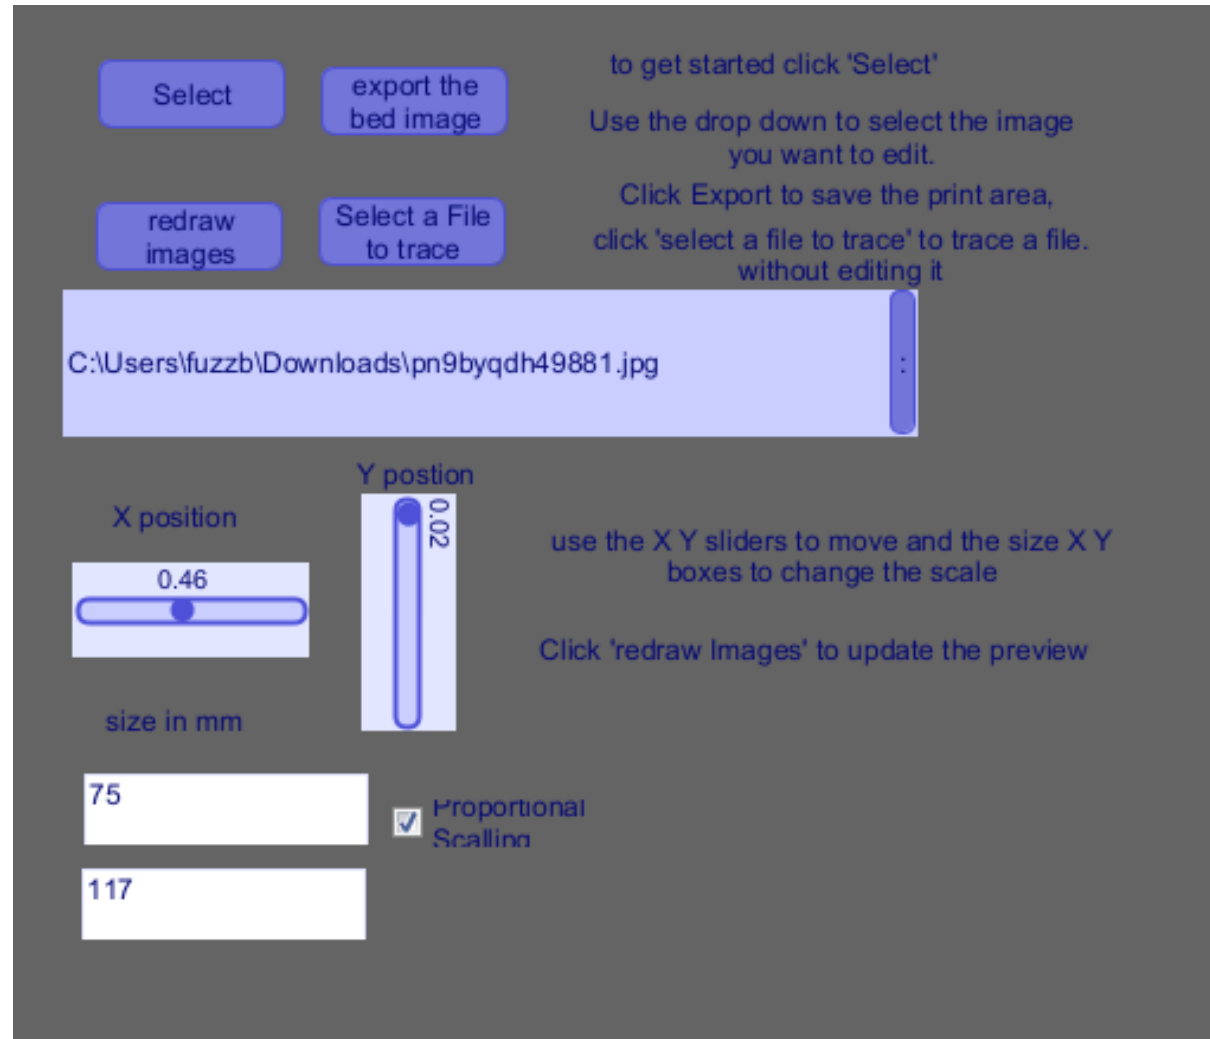 Select
export the
bed image
to get started click 'Select'
Use the drop down to select the image
you want to edit.
Click Export to save the print area,
redraw
images
Select a File
to trace
click 'select a file to trace' to trace a file.
without editing it
C:\Users\fuzzb\Downloads\pn9byqdh49881.jpg
:
Y postion
X position
0.02
0.46
use the X Y sliders to move and the size X Y
boxes to change the scale
Click 'redraw Images' to update the preview
size in mm
75
Proportional
Scalling
117